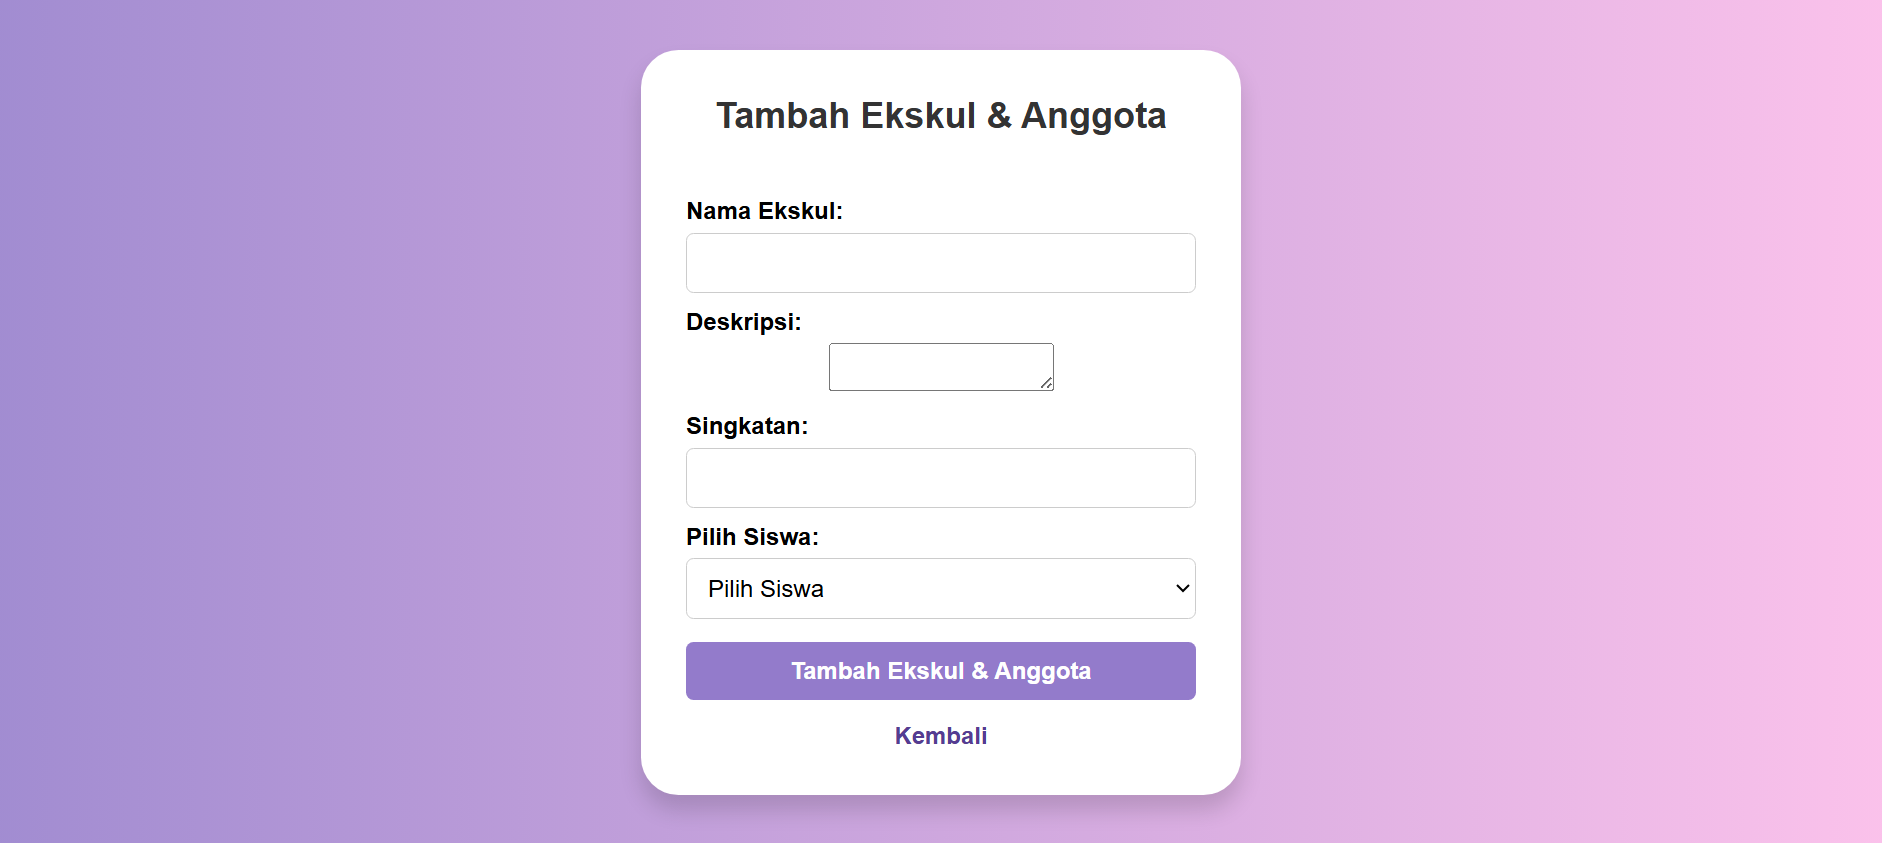 Tambah Ekskul & Anggota
Nama Ekskul:
Deskripsi:
Singkatan:
Pilih Siswa:
Pilih Siswa
Tambah Ekskul & Anggota
Kembali